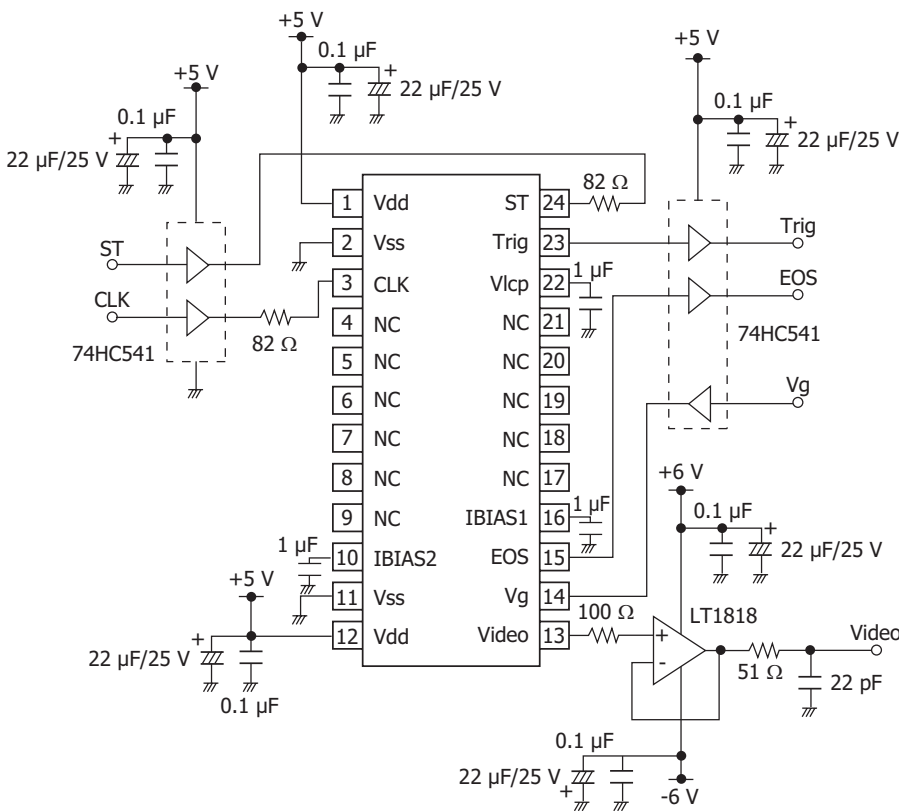 +5 V
0.1 µF
+
22 µF/25 V
+5 V
0.1 µF
+
22 µF/25 V
+5 V
0.1 µF
+
22 µF/25 V
ST
CLK
74HC541
82 Ω
82 Ω
1 Vdd
2 Vss
3 CLK
4 NC
5 NC
6 NC
7 NC
8 NC
9 NC
10 IBIAS2
11 Vss
12 Vdd
ST 24
Trig 23
Vlcp 22
NC 21
NC 20
NC 19
NC 18
NC 17
IBIAS1 16
EOS 15
Vg 14
Video 13
1 µF
1 µF
1 µF
Trig
EOS
74HC541
Vg
+5 V
+
22 µF/25 V
0.1 µF
+6 V
0.1 µF
+
22 µF/25 V
100 Ω
LT1818
+
-
51 Ω
Video
22 pF
0.1 µF
22 µF/25 V
+
-6 V